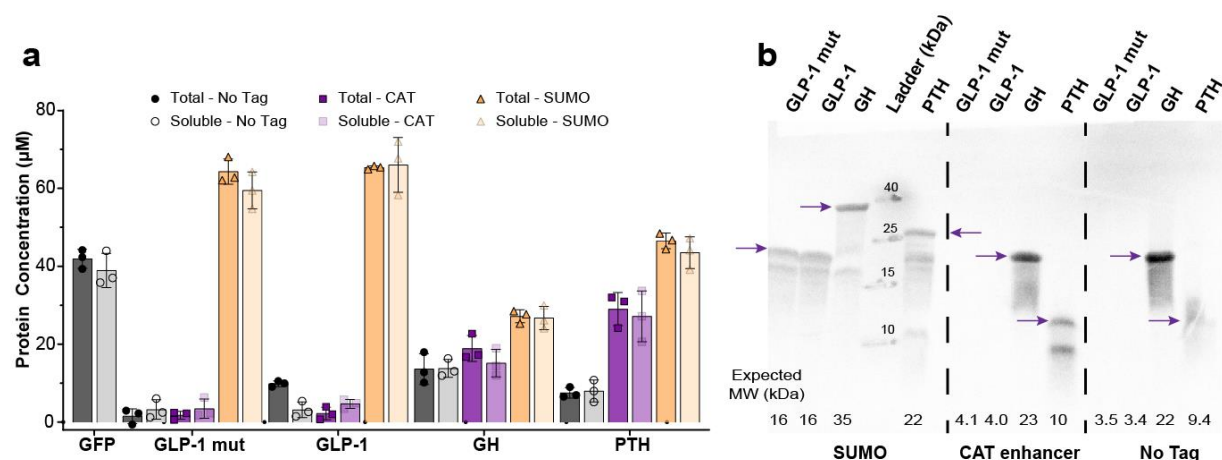 a
Total - No Tag
Total - CAT
Total - SUMO
Soluble - No Tag
Soluble - CAT
Soluble - SUMO
Protein Concentration (µM)
80
60
40
20
0
GFP
GLP-1 mut
GLP-1
GH
PTH
b
GLP-1 mut
GLP-1
GH
Ladder (kDa)
PTH
GLP-1 mut
GLP-1
GH
PTH
GLP-1 mut
GLP-1
GH
PTH
40
25
15
10
Expected
MW (kDa)
16 16 35 22 4.1 4.0 23 10 3.5 3.4 22 9.4
SUMO CAT enhancer No Tag